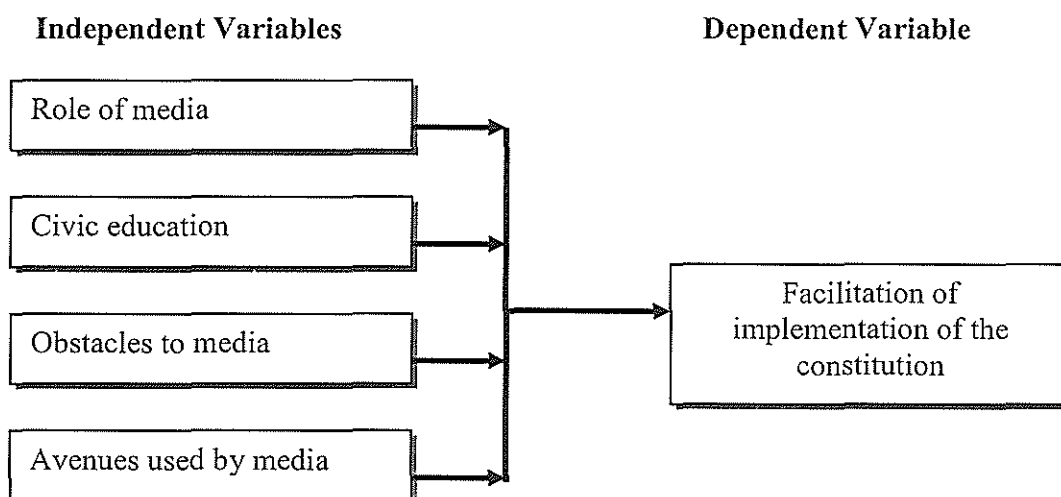 Independent Variables
Dependent Variable
Role of media
Civic education
Obstacles to media
Avenues used by media
Facilitation of
implementation of the
constitution